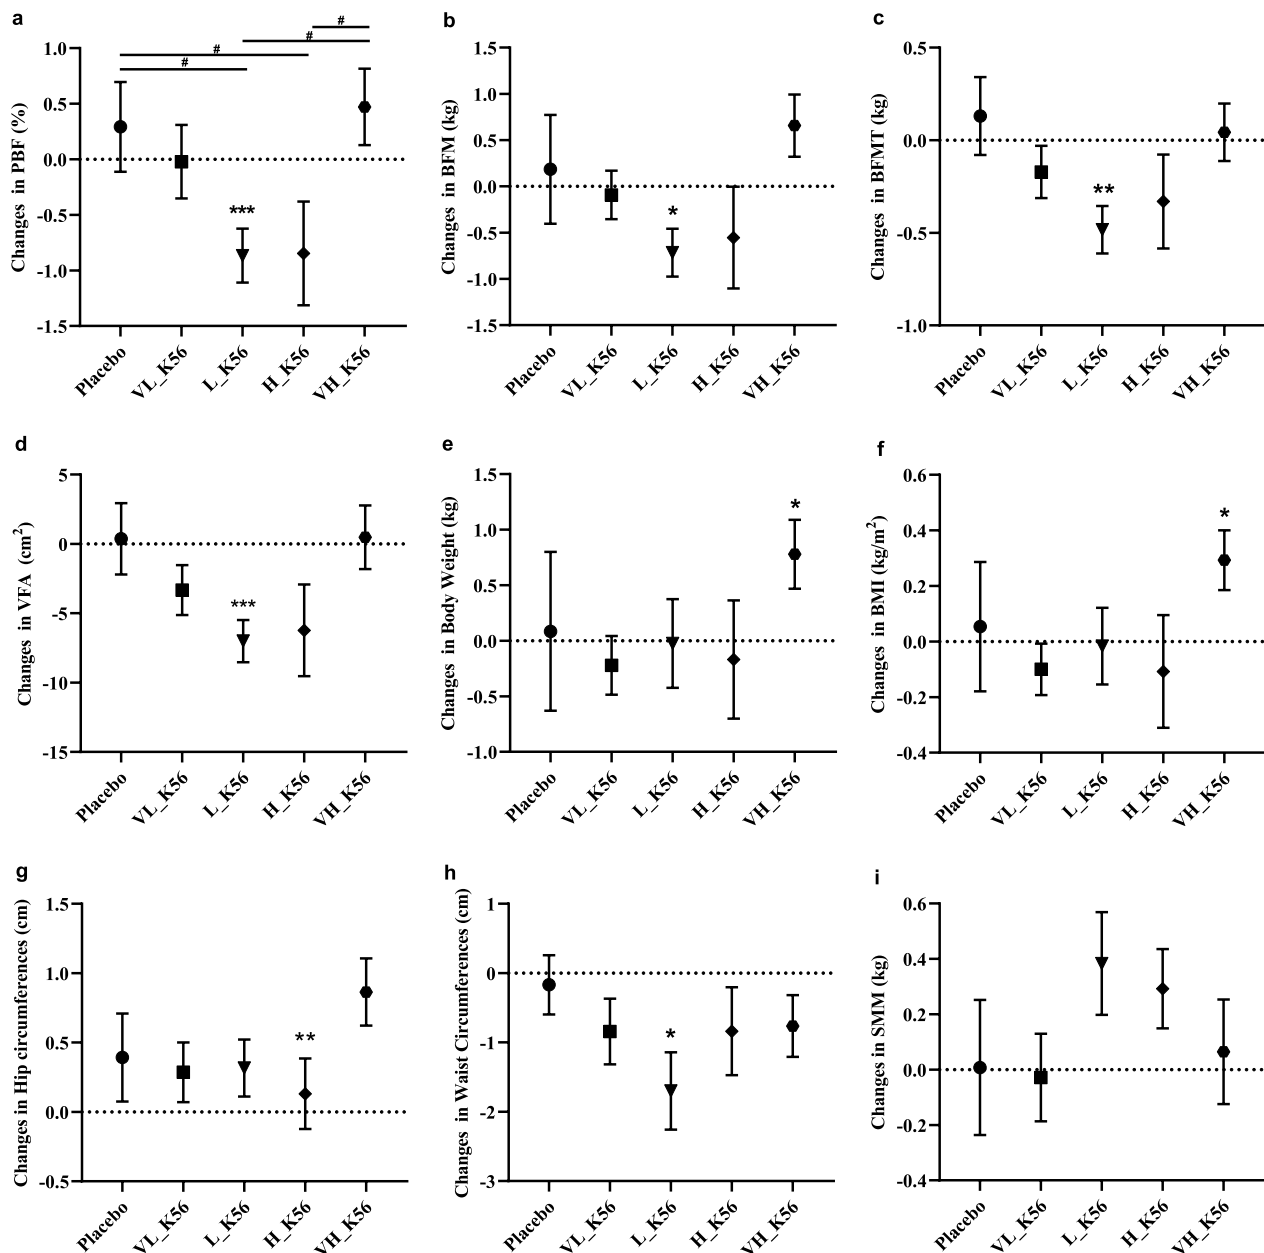 a
#
#
#
#
1.0
0.5
0.0
-0.5
-1.0
-1.5
Changes in PBF (%)
***
Placebo
VL_K56
L_K56
H_K56
VH_K56
b
1.5
1.0
0.5
0.0
-0.5
-1.0
-1.5
Changes in BFM (kg)
*
Placebo
VL_K56
L_K56
H_K56
VH_K56
c
0.5
0.0
-0.5
-1.0
Changes in BFMT (kg)
**
Placebo
VL_K56
L_K56
H_K56
VH_K56
d
5
0
-5
-10
-15
Changes in VFA (cm²)
***
Placebo
VL_K56
L_K56
H_K56
VH_K56
e
1.5
1.0
0.5
0.0
-0.5
-1.0
Changes in Body Weight (kg)
*
Placebo
VL_K56
L_K56
H_K56
VH_K56
f
0.6
0.4
0.2
0.0
-0.2
-0.4
Changes in BMI (kg/m²)
*
Placebo
VL_K56
L_K56
H_K56
VH_K56
g
1.5
1.0
0.5
0.0
-0.5
Changes in Hip circumferences (cm)
**
Placebo
VL_K56
L_K56
H_K56
VH_K56
h
1
0
-1
-2
-3
Changes in Waist Circumferences (cm)
*
Placebo
VL_K56
L_K56
H_K56
VH_K56
i
0.6
0.4
0.2
0.0
-0.2
-0.4
Changes in SMM (kg)
Placebo
VL_K56
L_K56
H_K56
VH_K56